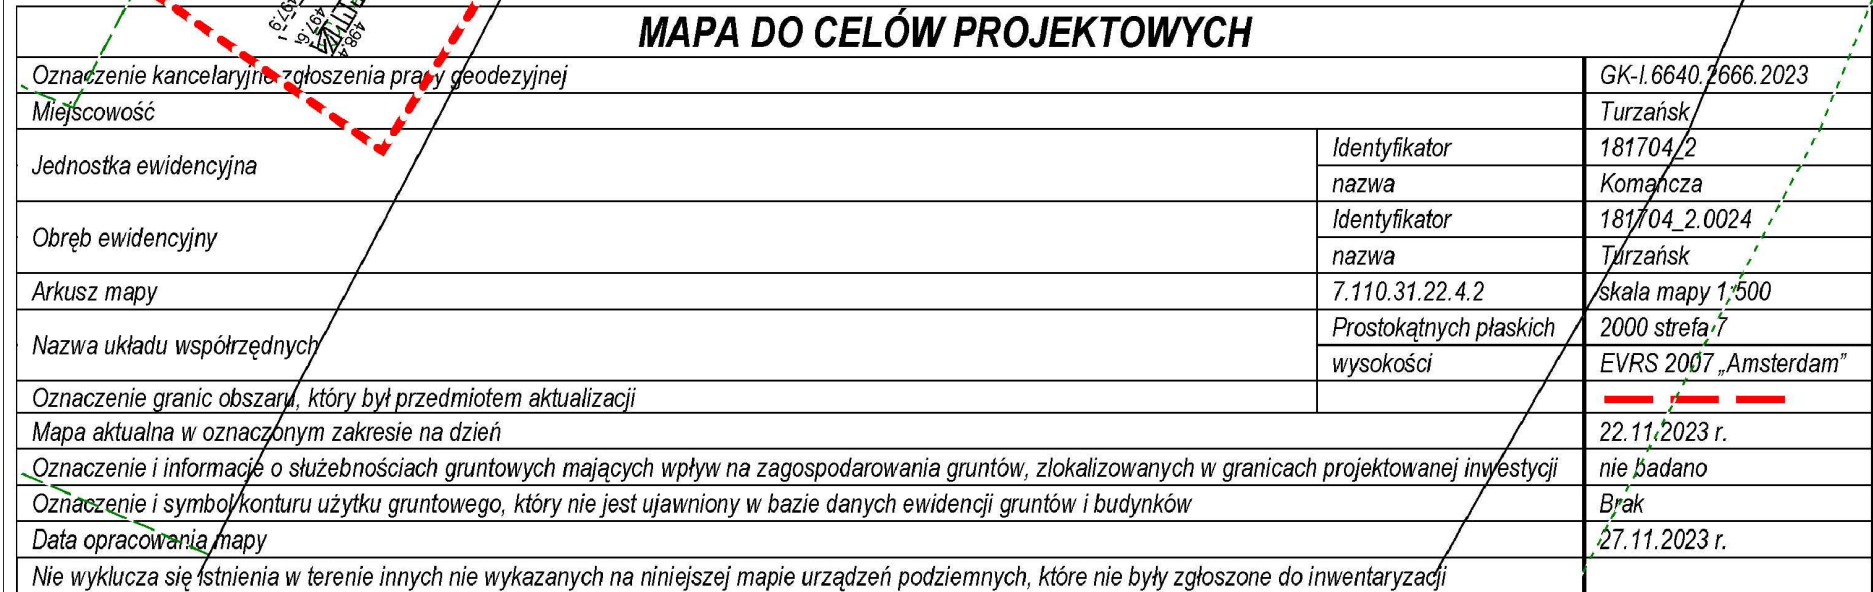 497.9
497.6
498.4
MAPA DO CELÓW PROJEKTOWYCH
Oznaczenie kancelaryjne zgłoszenia pracy geodezyjnej GK-I.6640.2666.2023
Miejscowość Turzańsk
Jednostka ewidencyjna Identyfikator 181704_2
nazwa Komańcza
Obręb ewidencyjny Identyfikator 181704_2.0024
nazwa Turzańsk
Arkusz mapy 7.110.31.22.4.2 skala mapy 1:500
Nazwa układu współrzędnych Prostokątnych płaskich 2000 strefa 7
wysokości EVRS 2007 „Amsterdam”
Oznaczenie granic obszaru, który był przedmiotem aktualizacji
Mapa aktualna w oznaczonym zakresie na dzień 22.11.2023 r.
Oznaczenie i informacje o służebnościach gruntowych mających wpływ na zagospodarowania gruntów, zlokalizowanych w granicach projektowanej inwestycji nie badano
Oznaczenie i symbol konturu użytku gruntowego, który nie jest ujawniony w bazie danych ewidencji gruntów i budynków Brak
Data opracowania mapy 27.11.2023 r.
Nie wyklucza się istnienia w terenie innych nie wykazanych na niniejszej mapie urządzeń podziemnych, które nie były zgłoszone do inwentaryzacji